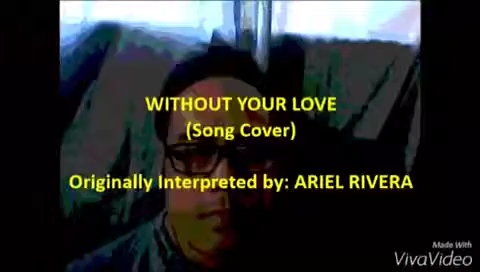 WITHOUT YOUR LOVE
(Song Cover)
Originally Interpreted by: ARIEL RIVERA
Made With
VivaVideo